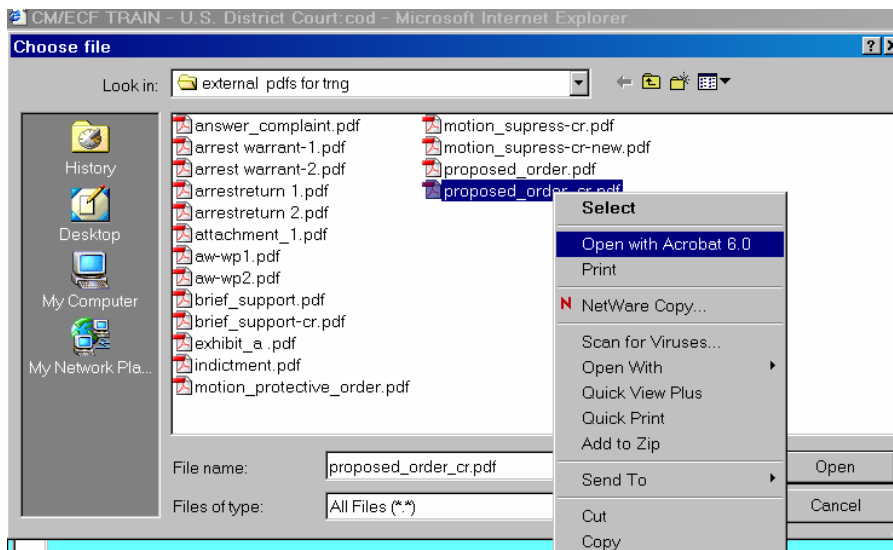 CM/ECF TRAIN - U.S. District Court:cod - Microsoft Internet Explorer
Choose file
Look in:
external pdfs for trng
History
Desktop
My Computer
My Network Pla...
answer_complaint.pdf
arrest warrant-1.pdf
arrest warrant-2.pdf
arrestreturn 1.pdf
arrestreturn 2.pdf
attachment_1.pdf
aw-wp1.pdf
aw-wp2.pdf
brief_support.pdf
brief_support-cr.pdf
exhibit_a .pdf
indictment.pdf
motion_protective_order.pdf
motion_supress-cr.pdf
motion_supress-cr-new.pdf
proposed_order.pdf
proposed_order_cr.pdf
Select
Open with Acrobat 6.0
Print
N NetWare Copy...
Scan for Viruses...
Open With
Quick View Plus
Quick Print
Add to Zip
Send To
Cut
Copy
File name:
proposed_order_cr.pdf
Open
Files of type:
All Files (*.*)
Cancel